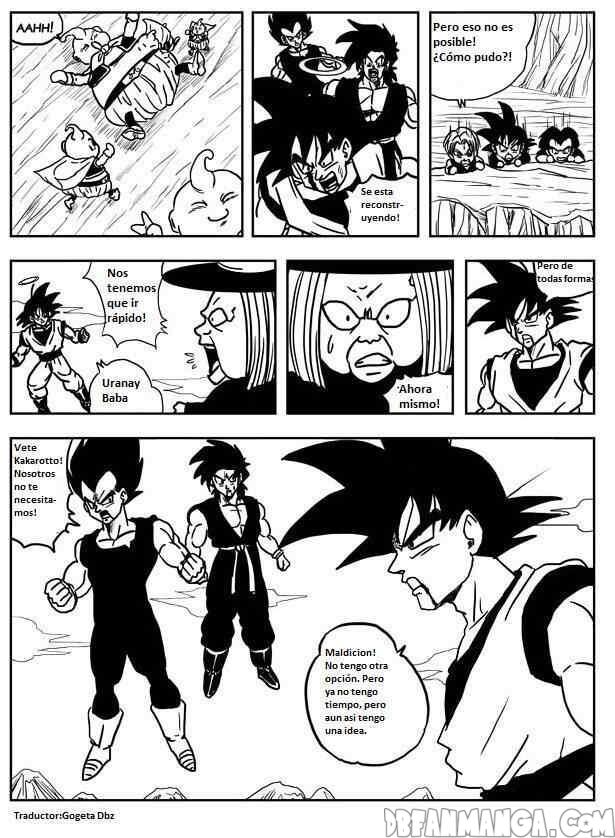 AAHH!
Se esta
reconstr-
uyendo!
Pero eso no es
posible!
¿Cómo pudo?!
Nos
tenemos
que ir
rápido!
Uranay
Baba
Ahora
mismo!
Pero de
todas formas
Vete
Kakarotto!
Nosotros
no te
necesita-
mos!
Maldicion!
No tengo otra
opción. Pero
ya no tengo
tiempo, pero
aun asi tengo
una idea.
Traductor:Gogeta Dbz
DBFANMANGA.COM